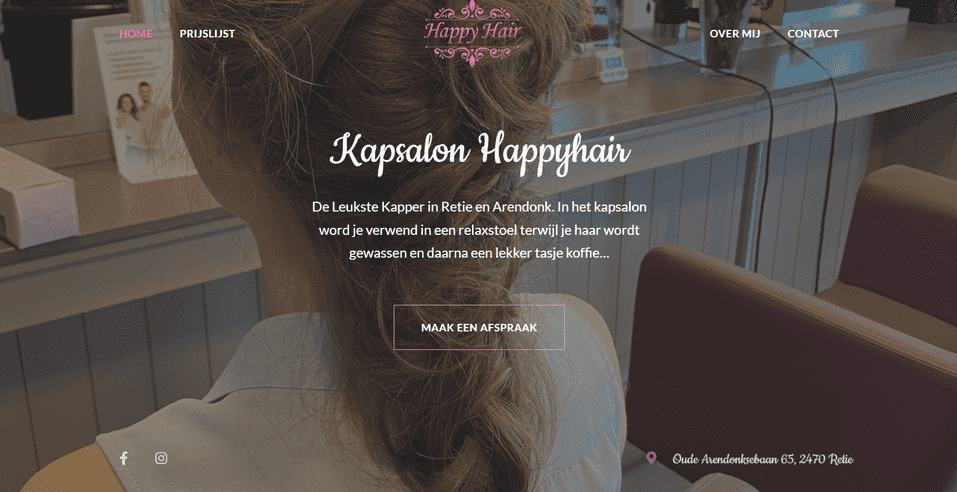 HOME
PRIJSLIJST
Happy Hair
OVER MIJ
CONTACT
Kapsalon Happyhair
De Leukste Kapper in Retie en Arendonk. In het kapsalon
word je verwend in een relaxstoel terwijl je haar wordt
gewassen en daarna een lekker tasje koffie...
MAAK EEN AFSPRAAK
Oude Arendonksebaan 65, 2470 Retie